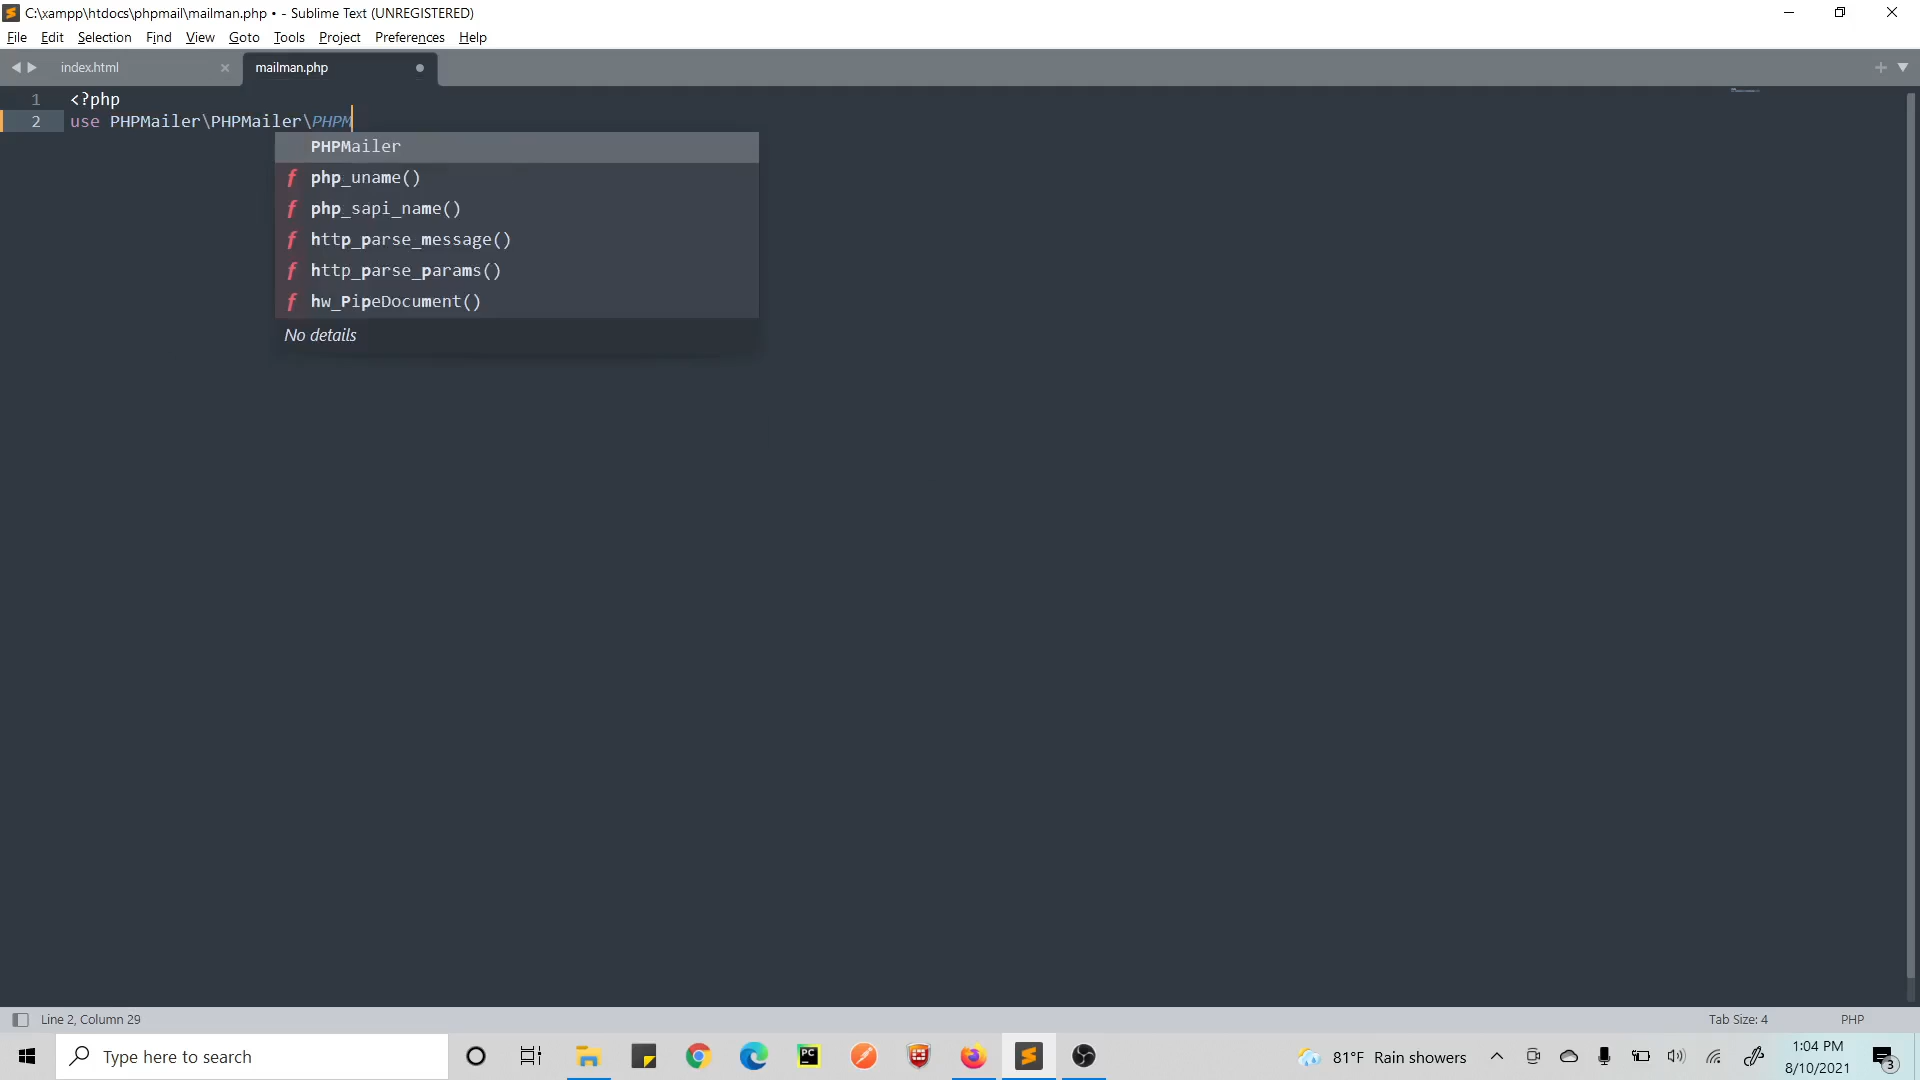 C:\xampp\htdocs\phpmail\mailman.php • - Sublime Text (UNREGISTERED)
File Edit Selection Find View Goto Tools Project Preferences Help
index.html
mailman.php
1 <?php
2 use PHPMailer\PHPMailer\PHPM
PHPMailer
f php_uname()
f php_sapi_name()
f http_parse_message()
f http_parse_params()
f hw_PipeDocument()
No details
Line 2, Column 29
Tab Size: 4
PHP
Type here to search
PC
81°F Rain showers
1:04 PM
8/10/2021
3